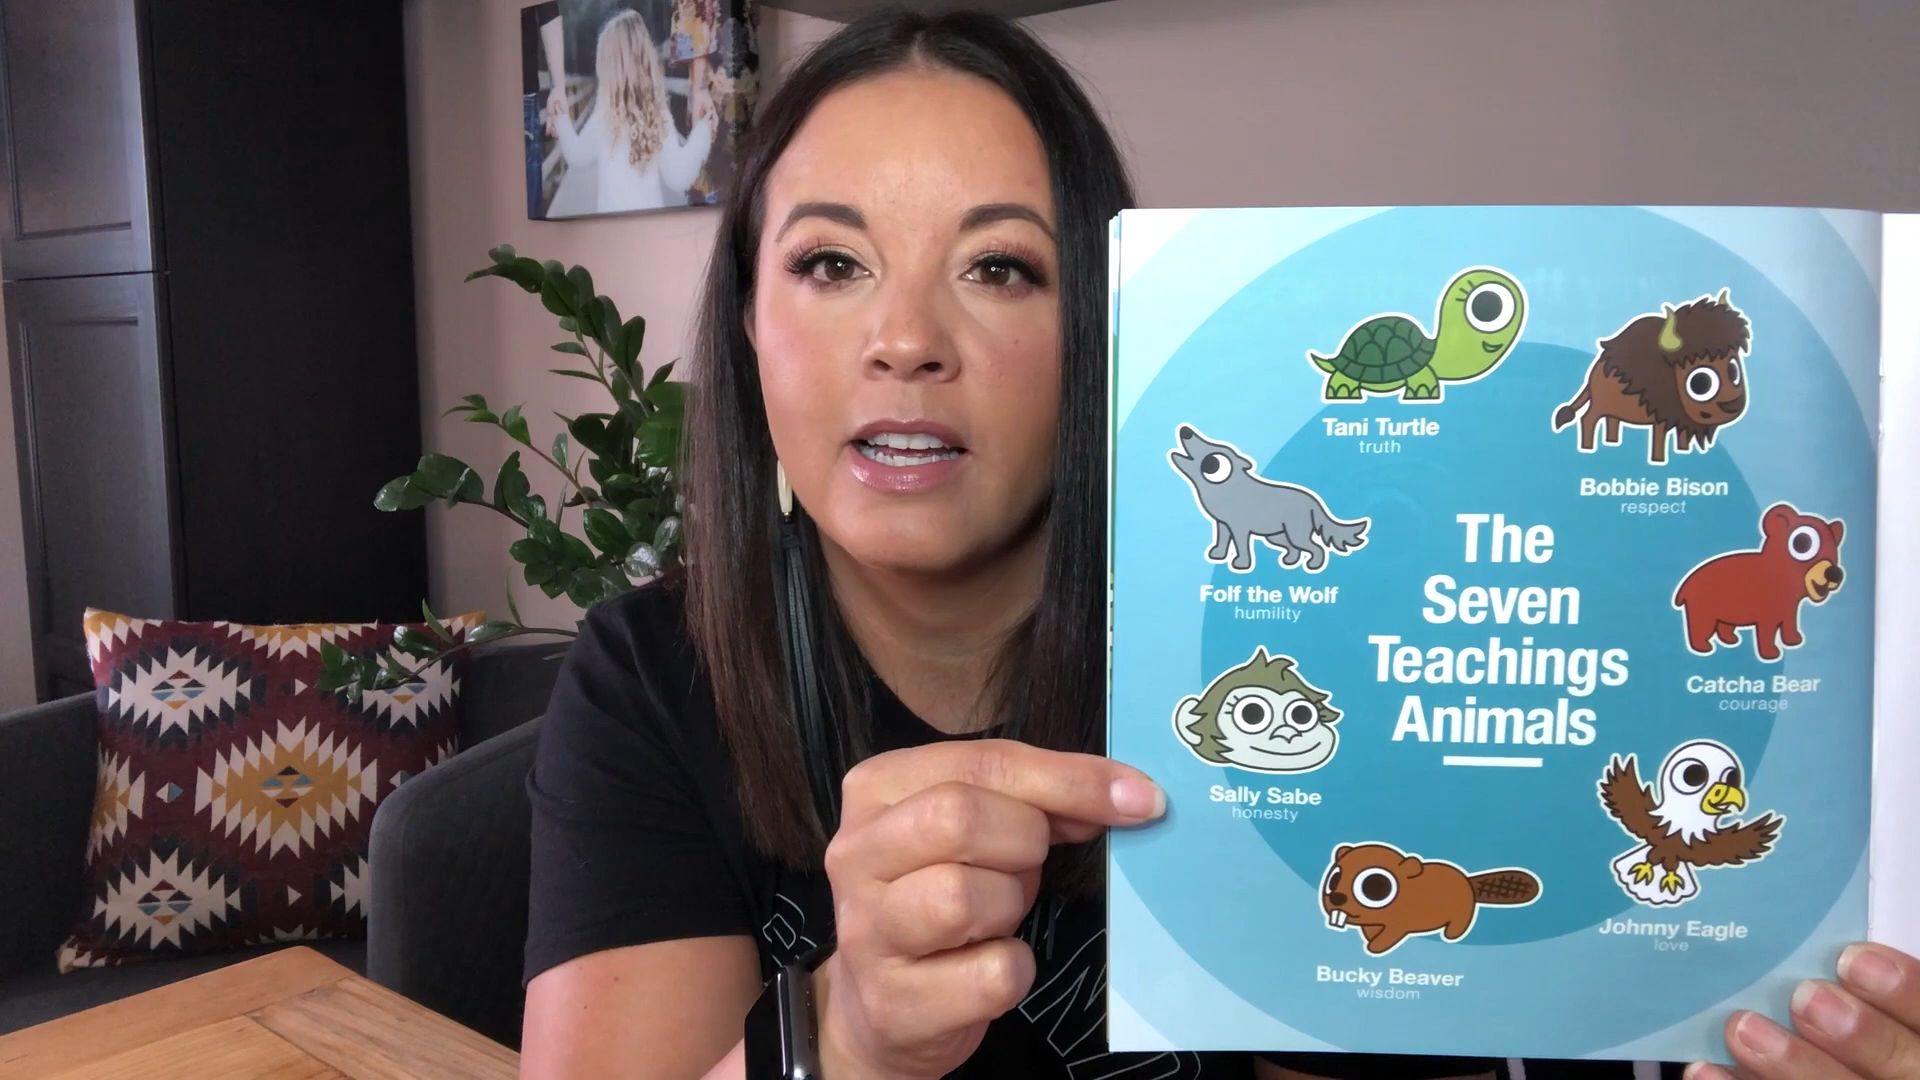 The
Seven
Teachings
Animals
Tani Turtle
truth
Bobbie Bison
respect
Catcha Bear
courage
Johnny Eagle
love
Bucky Beaver
wisdom
Sally Sabe
honesty
Folf the Wolf
humility